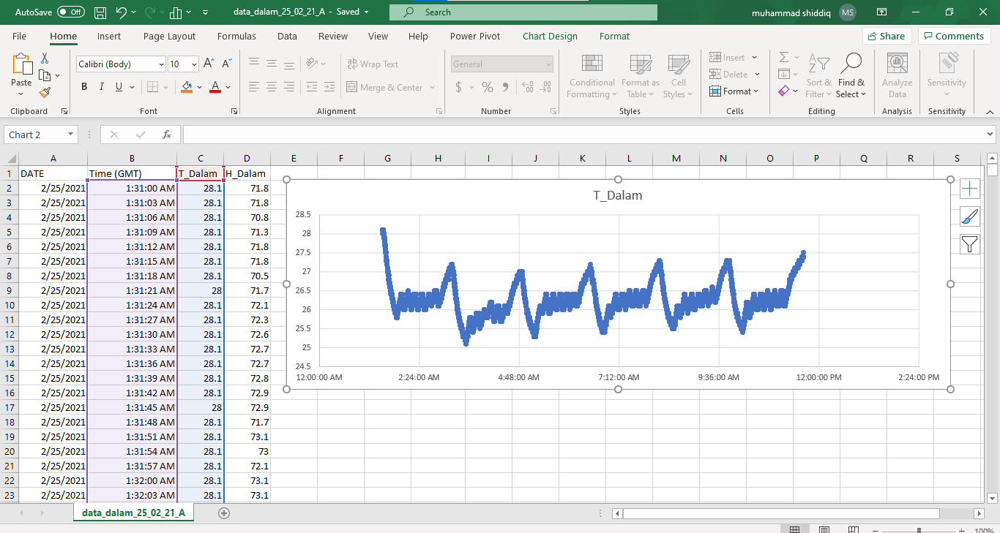 AutoSave Off data_dalam_25_02_21_A - Saved Search muhammad shiddiq MS
File Home Insert Page Layout Formulas Data Review View Help Power Pivot Chart Design Format Share Comments
Paste
Clipboard
Calibri (Body) 10 A A
B I U A
Font
ab Wrap Text
Merge & Center
Alignment
General
$ % 9 .00 .00
Number
Conditional Formatting
Format as Table
Cell Styles
Styles
Insert
Delete
Format
Cells
Sort & Filter
Find & Select
Editing
Analyze Data
Analysis
Sensitivity
Sensitivity
Chart 2 fx
A B C D E F G H I J K L M N O P Q R S
1 DATE Time (GMT) T_Dalam H_Dalam
2 2/25/2021 1:31:00 AM 28.1 71.8
3 2/25/2021 1:31:03 AM 28.1 71.8
4 2/25/2021 1:31:06 AM 28.1 70.8
5 2/25/2021 1:31:09 AM 28.1 71.3
6 2/25/2021 1:31:12 AM 28.1 71.8
7 2/25/2021 1:31:15 AM 28.1 71.8
8 2/25/2021 1:31:18 AM 28.1 70.5
9 2/25/2021 1:31:21 AM 28 71.7
10 2/25/2021 1:31:24 AM 28.1 72.1
11 2/25/2021 1:31:27 AM 28.1 72.3
12 2/25/2021 1:31:30 AM 28.1 72.6
13 2/25/2021 1:31:33 AM 28.1 72.7
14 2/25/2021 1:31:36 AM 28.1 72.7
15 2/25/2021 1:31:39 AM 28.1 72.8
16 2/25/2021 1:31:42 AM 28.1 72.9
17 2/25/2021 1:31:45 AM 28 72.9
18 2/25/2021 1:31:48 AM 28.1 71.7
19 2/25/2021 1:31:51 AM 28.1 73.1
20 2/25/2021 1:31:54 AM 28.1 73
21 2/25/2021 1:31:57 AM 28.1 72.1
22 2/25/2021 1:32:00 AM 28.1 73.1
23 2/25/2021 1:32:03 AM 28.1 73.1
T_Dalam
28.5
28
27.5
27
26.5
26
25.5
25
24.5
12:00:00 AM 2:24:00 AM 4:48:00 AM 7:12:00 AM 9:36:00 AM 12:00:00 PM 2:24:00 PM
data_dalam_25_02_21_A
100%